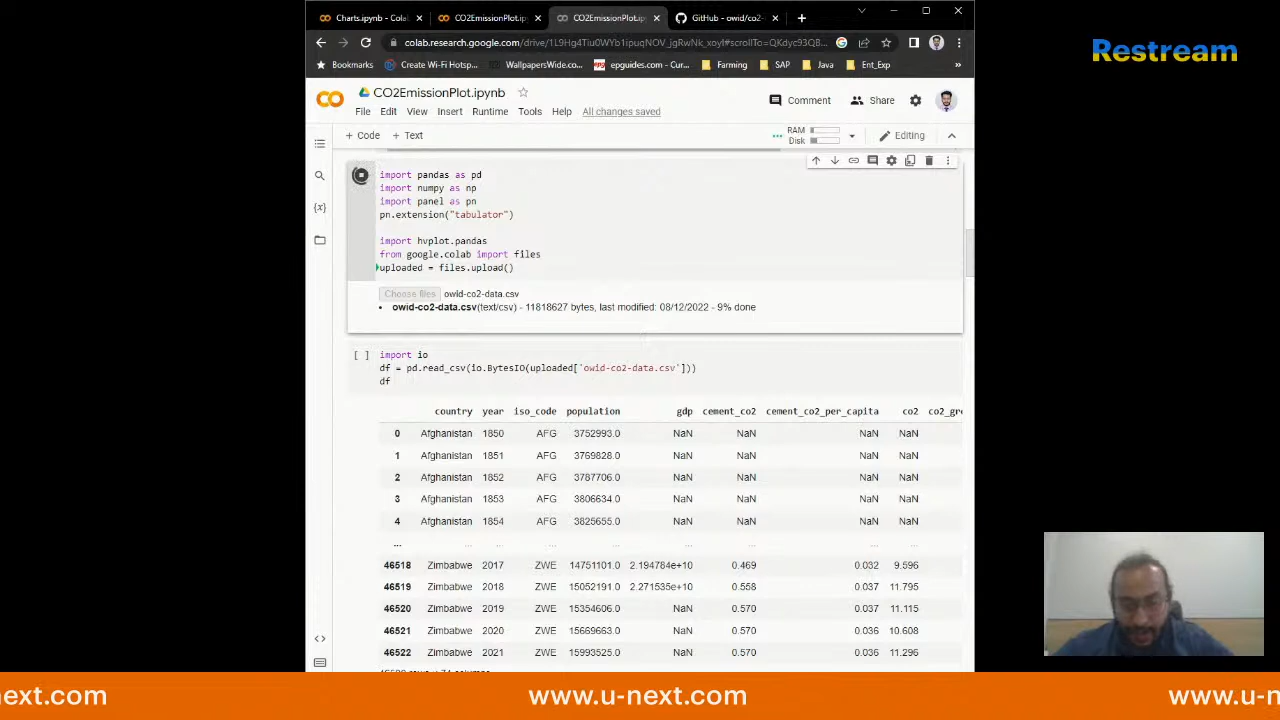 Charts.ipynb - Cola
CO2EmissionPlot.ip
CO2EmissionPlot.ip
GitHub - owid/co2-
colab.research.google.com/drive/1L9Hg4Tiu0WYb1ipuqNOV_jgRwNk_xoyI#scrollTo=QKdyc93QB...
Bookmarks
Create Wi-Fi Hotsp...
WallpapersWide.co...
epguides.com - Cur...
Farming
SAP
Java
Ent_Exp
Restream
CO2EmissionPlot.ipynb
File Edit View Insert Runtime Tools Help All changes saved
Comment
Share
+ Code + Text
RAM
Disk
Editing
import pandas as pd
import numpy as np
import panel as pn
pn.extension("tabulator")
import hvplot.pandas
from google.colab import files
uploaded = files.upload()
Choose files owid-co2-data.csv
• owid-co2-data.csv(text/csv) - 11818627 bytes, last modified: 08/12/2022 - 9% done
[ ] import io
df = pd.read_csv(io.BytesIO(uploaded['owid-co2-data.csv']))
df
country year iso_code population gdp cement_co2 cement_co2_per_capita co2 co2_gro
0 Afghanistan 1850 AFG 3752993.0 NaN NaN NaN NaN
1 Afghanistan 1851 AFG 3769828.0 NaN NaN NaN NaN
2 Afghanistan 1852 AFG 3787706.0 NaN NaN NaN NaN
3 Afghanistan 1853 AFG 3806634.0 NaN NaN NaN NaN
4 Afghanistan 1854 AFG 3825655.0 NaN NaN NaN NaN
... ... ... ... ... ... ... ... ...
46518 Zimbabwe 2017 ZWE 14751101.0 2.194784e+10 0.469 0.032 9.596
46519 Zimbabwe 2018 ZWE 15052191.0 2.271535e+10 0.558 0.037 11.795
46520 Zimbabwe 2019 ZWE 15354606.0 NaN 0.570 0.037 11.115
46521 Zimbabwe 2020 ZWE 15669663.0 NaN 0.570 0.036 10.608
46522 Zimbabwe 2021 ZWE 15993525.0 NaN 0.570 0.036 11.296
xt.com www.u-next.com www.u